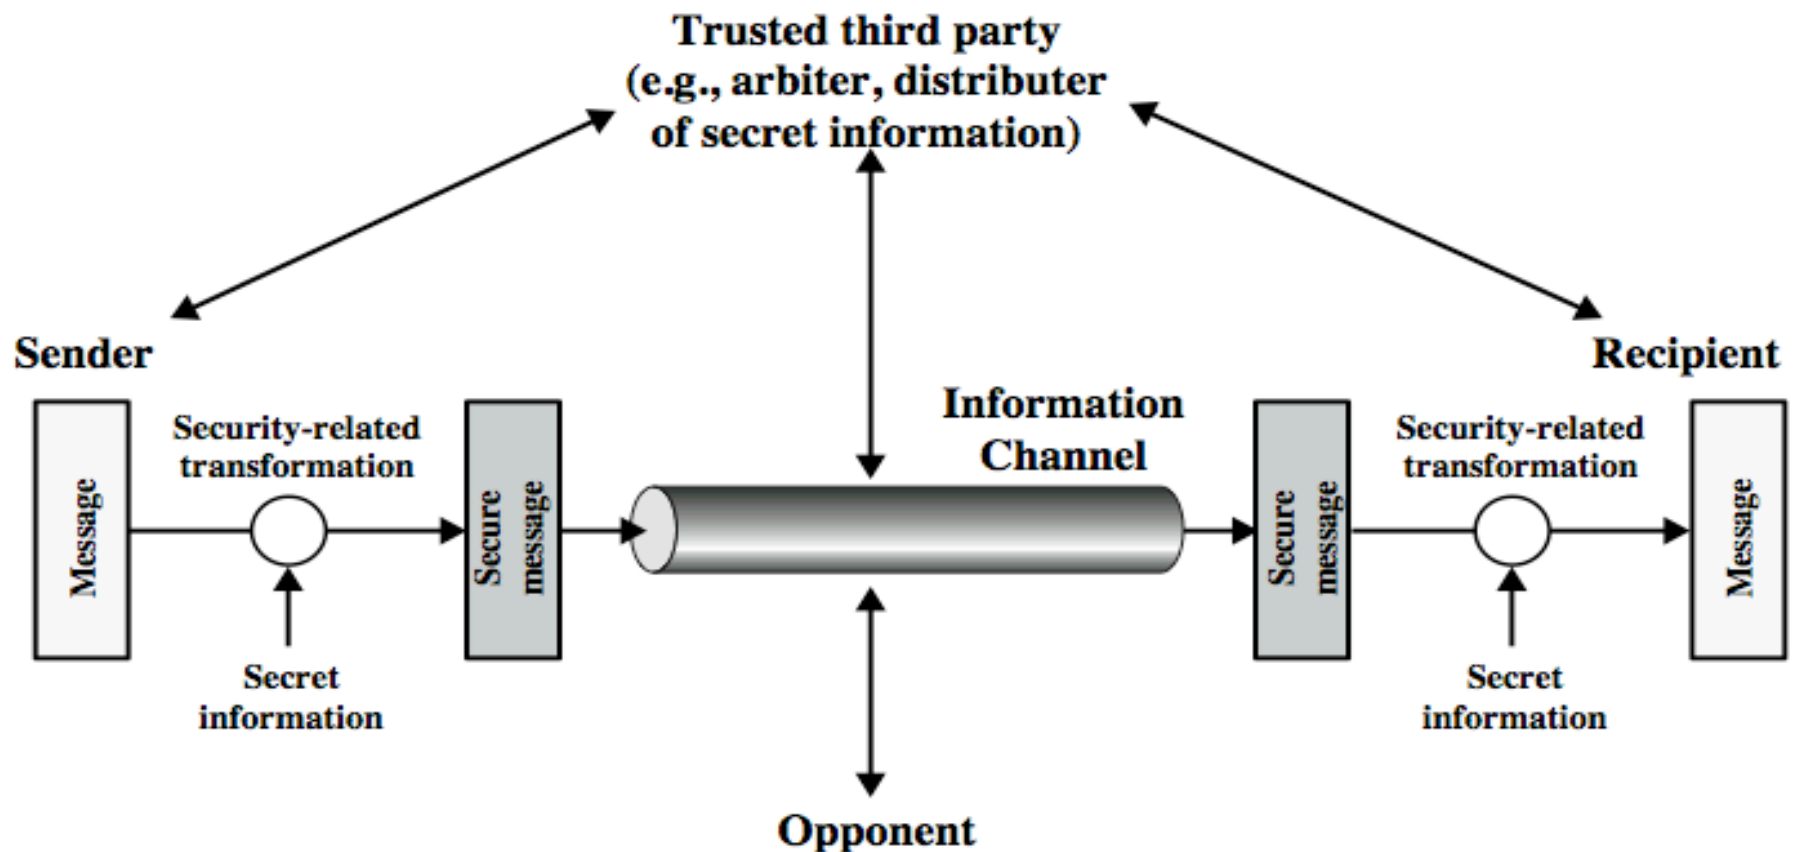 Trusted third party
(e.g., arbiter, distributer
of secret information)
Sender
Recipient
Information
Channel
Security-related
transformation
Security-related
transformation
Message
Secure
message
Secure
message
Message
Secret
information
Secret
information
Opponent